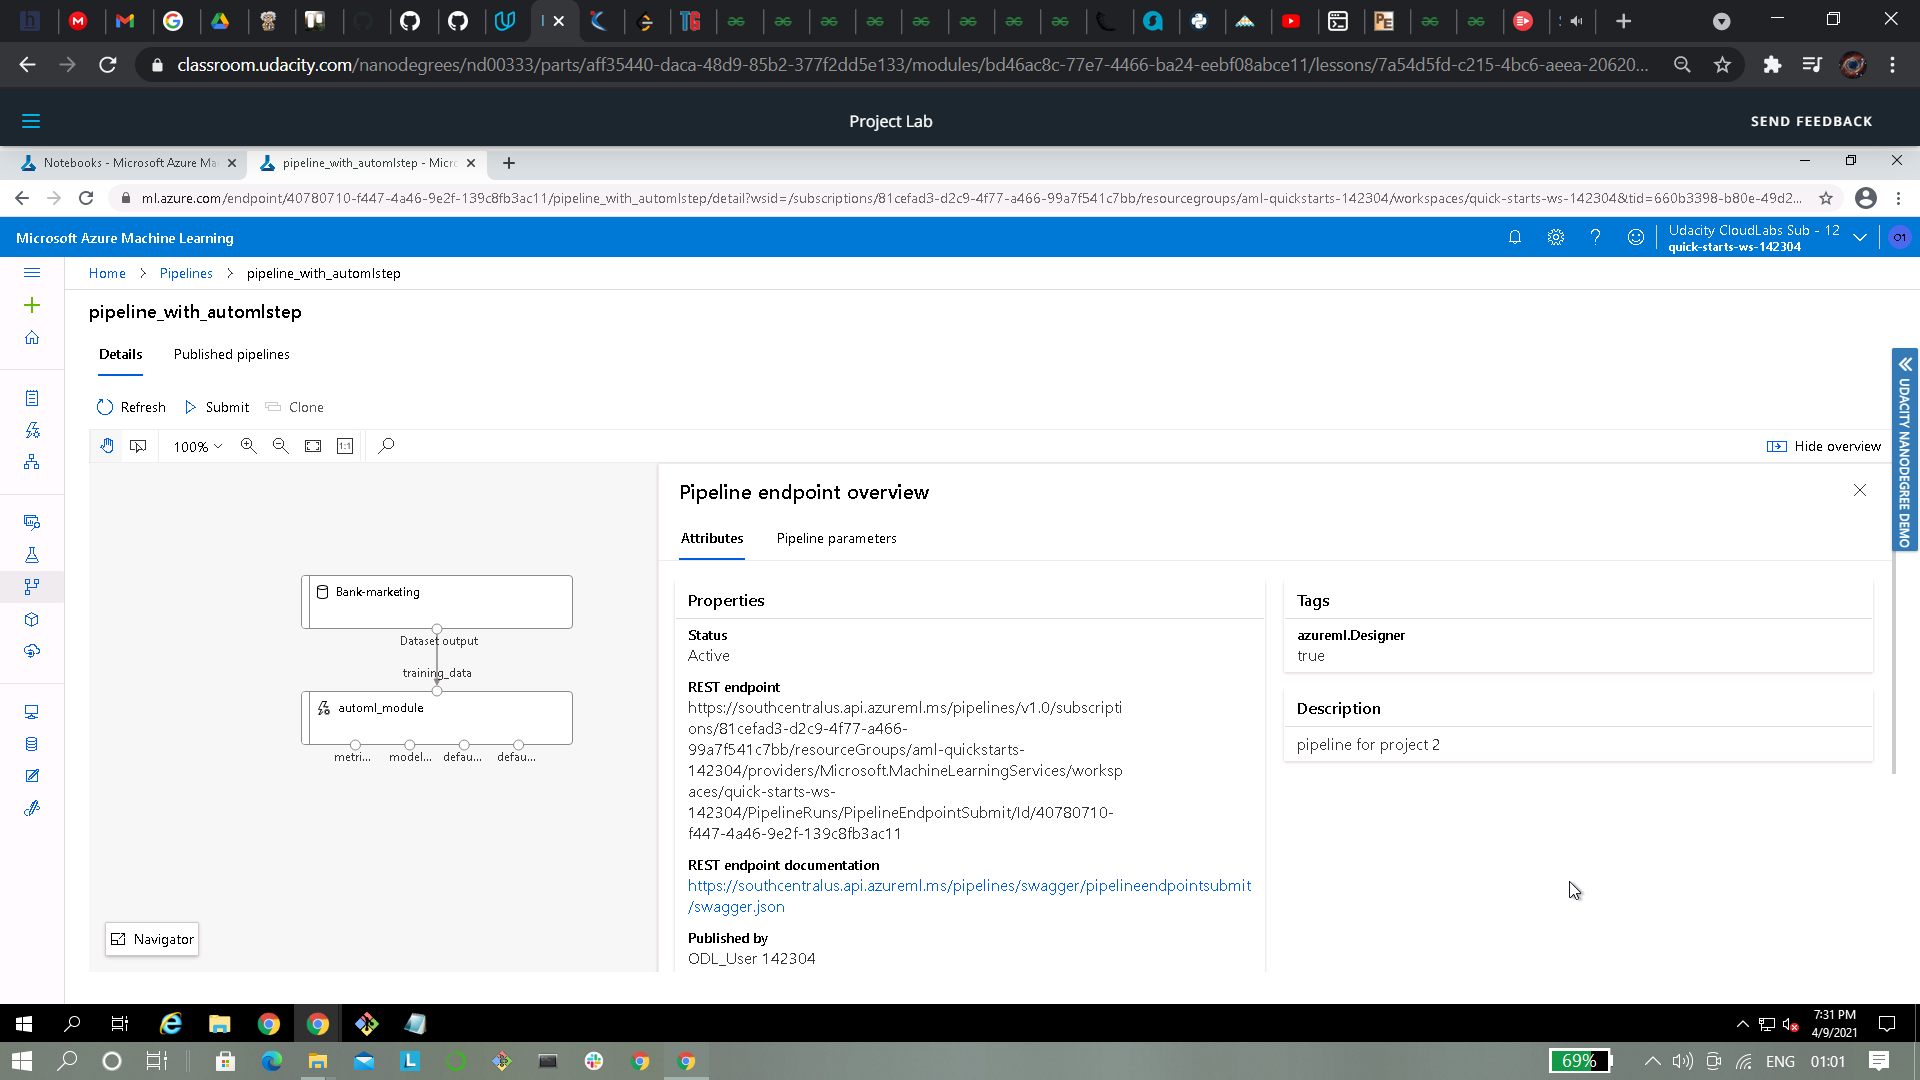 classroom.udacity.com/nanodegrees/nd00333/parts/aff35440-daca-48d9-85b2-377f2dd5e133/modules/bd46ac8c-77e7-4466-ba24-eebf08abce11/lessons/7a54d5fd-c215-4bc6-aeea-20620...
Project Lab
SEND FEEDBACK
Notebooks - Microsoft Azure Ma
pipeline_with_automlstep - Micr
ml.azure.com/endpoint/40780710-f447-4a46-9e2f-139c8fb3ac11/pipeline_with_automlstep/detail?wsid=/subscriptions/81cefad3-d2c9-4f77-a466-99a7f541c7bb/resourcegroups/aml-quickstarts-142304/workspaces/quick-starts-ws-142304&tid=660b3398-b80e-49d2...
Microsoft Azure Machine Learning
Udacity CloudLabs Sub - 12
quick-starts-ws-142304
O1
Home > Pipelines > pipeline_with_automlstep
pipeline_with_automlstep
Details
Published pipelines
Refresh
Submit
Clone
100%
1:1
Hide overview
UDACITY NANODEGREE DEMO
Bank-marketing
Dataset output
training_data
automl_module
metri...
model...
defau...
defau...
Navigator
Pipeline endpoint overview
Attributes
Pipeline parameters
Properties
Status
Active
REST endpoint
https://southcentralus.api.azureml.ms/pipelines/v1.0/subscripti
ons/81cefad3-d2c9-4f77-a466-
99a7f541c7bb/resourceGroups/aml-quickstarts-
142304/providers/Microsoft.MachineLearningServices/worksp
aces/quick-starts-ws-
142304/PipelineRuns/PipelineEndpointSubmit/Id/40780710-
f447-4a46-9e2f-139c8fb3ac11
REST endpoint documentation
https://southcentralus.api.azureml.ms/pipelines/swagger/pipelineendpointsubmit
/swagger.json
Published by
ODL_User 142304
Tags
azureml.Designer
true
Description
pipeline for project 2
7:31 PM
4/9/2021
69%
ENG
01:01